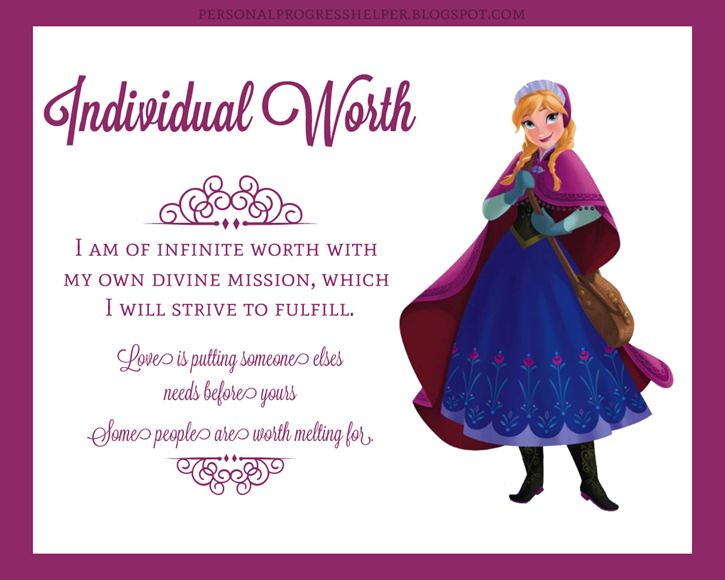 PERSONALPROGRESSHELPER.BLOGSPOT.COM
Individual Worth
I AM OF INFINITE WORTH WITH
MY OWN DIVINE MISSION, WHICH
I WILL STRIVE TO FULFILL.
Love is putting someone elses
needs before yours
Some people are worth melting for.